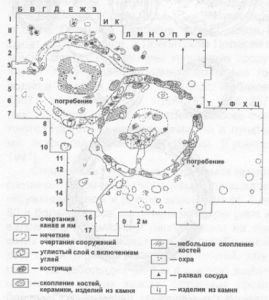 Б В Г Д Е Ж З
И К
Л М Н О П Р С
Т У Ф Х Ц
I
II
1
2
3
4
5
6
7
8
9
10
11
12
13
14
15
16
17
погребение
погребение
0 2 м
— очертания канав и ям
— нечеткие очертания сооружений
— углистый слой с включением углей
— кострища
— скопление костей, керамики, изделий из камня
— небольшое скопление костей
— охра
— развал сосуда
— изделия из камня